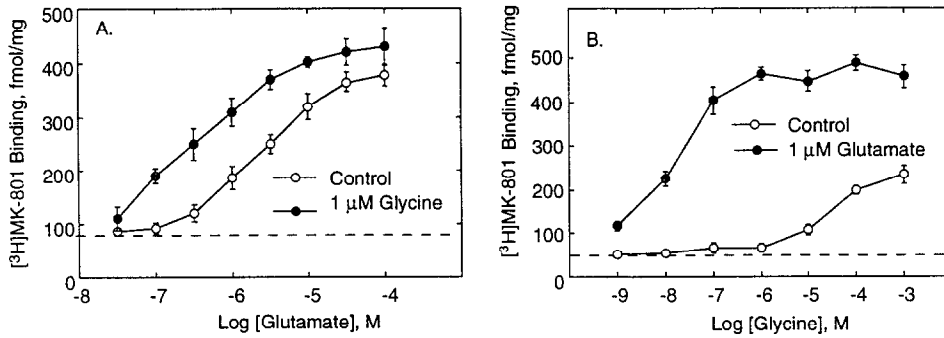 A.
[³H]MK-801 Binding, fmol/mg
500
400
300
200
100
0
Control
1 µM Glycine
-8 -7 -6 -5 -4 -3
Log [Glutamate], M
B.
[³H]MK-801 Binding, fmol/mg
500
400
300
200
100
0
Control
1 µM Glutamate
-9 -8 -7 -6 -5 -4 -3
Log [Glycine], M